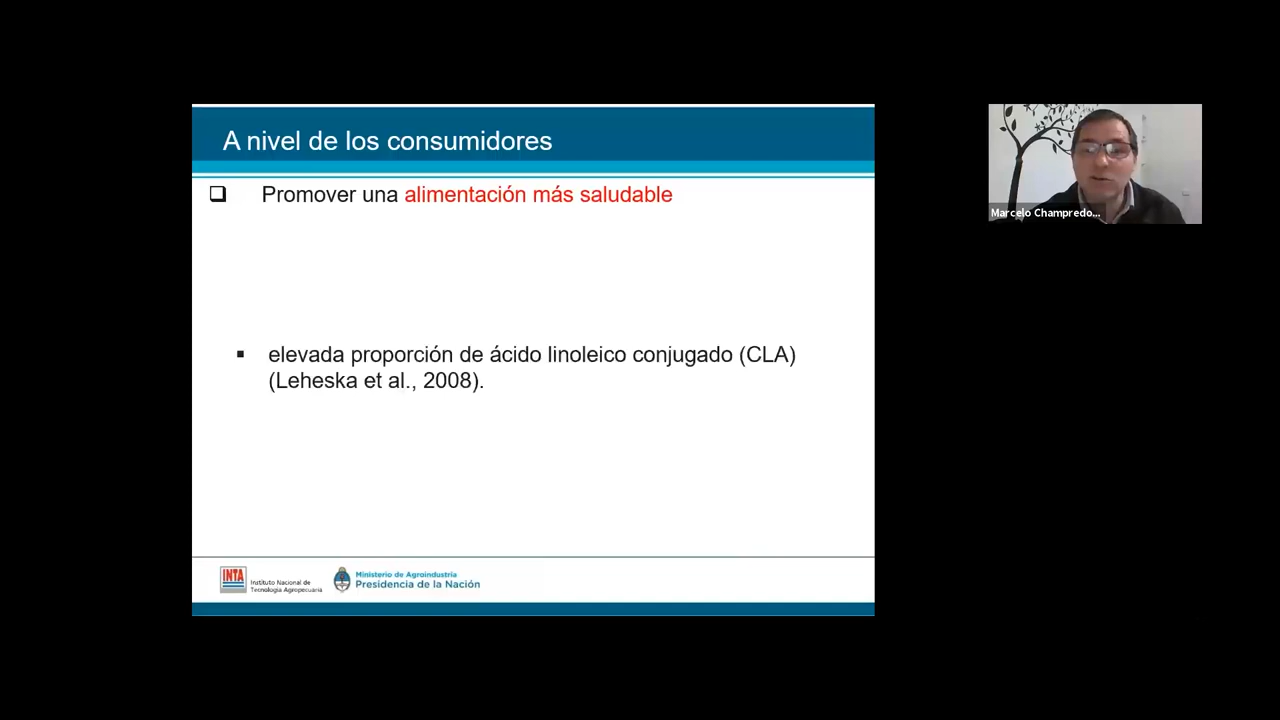 A nivel de los consumidores
Promover una alimentación más saludable
elevada proporción de ácido linoleico conjugado (CLA)
(Leheska et al., 2008).
Marcelo Champredo...
INTA
Instituto Nacional de
Tecnología Agropecuaria
Ministerio de Agroindustria
Presidencia de la Nación